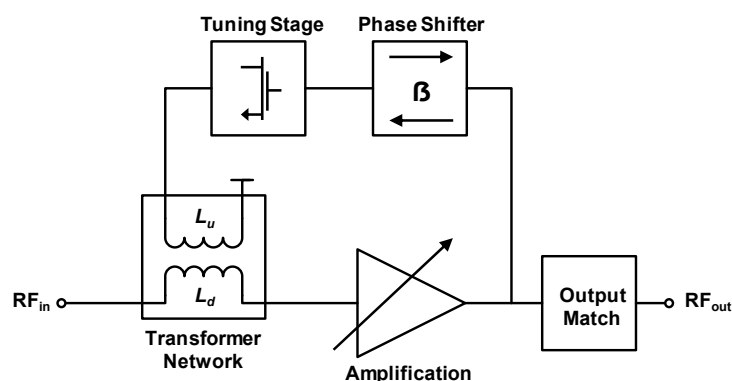 Tuning Stage
Phase Shifter
ß
Lu
Ld
RFin
Output
Match
RFout
Transformer
Network
Amplification